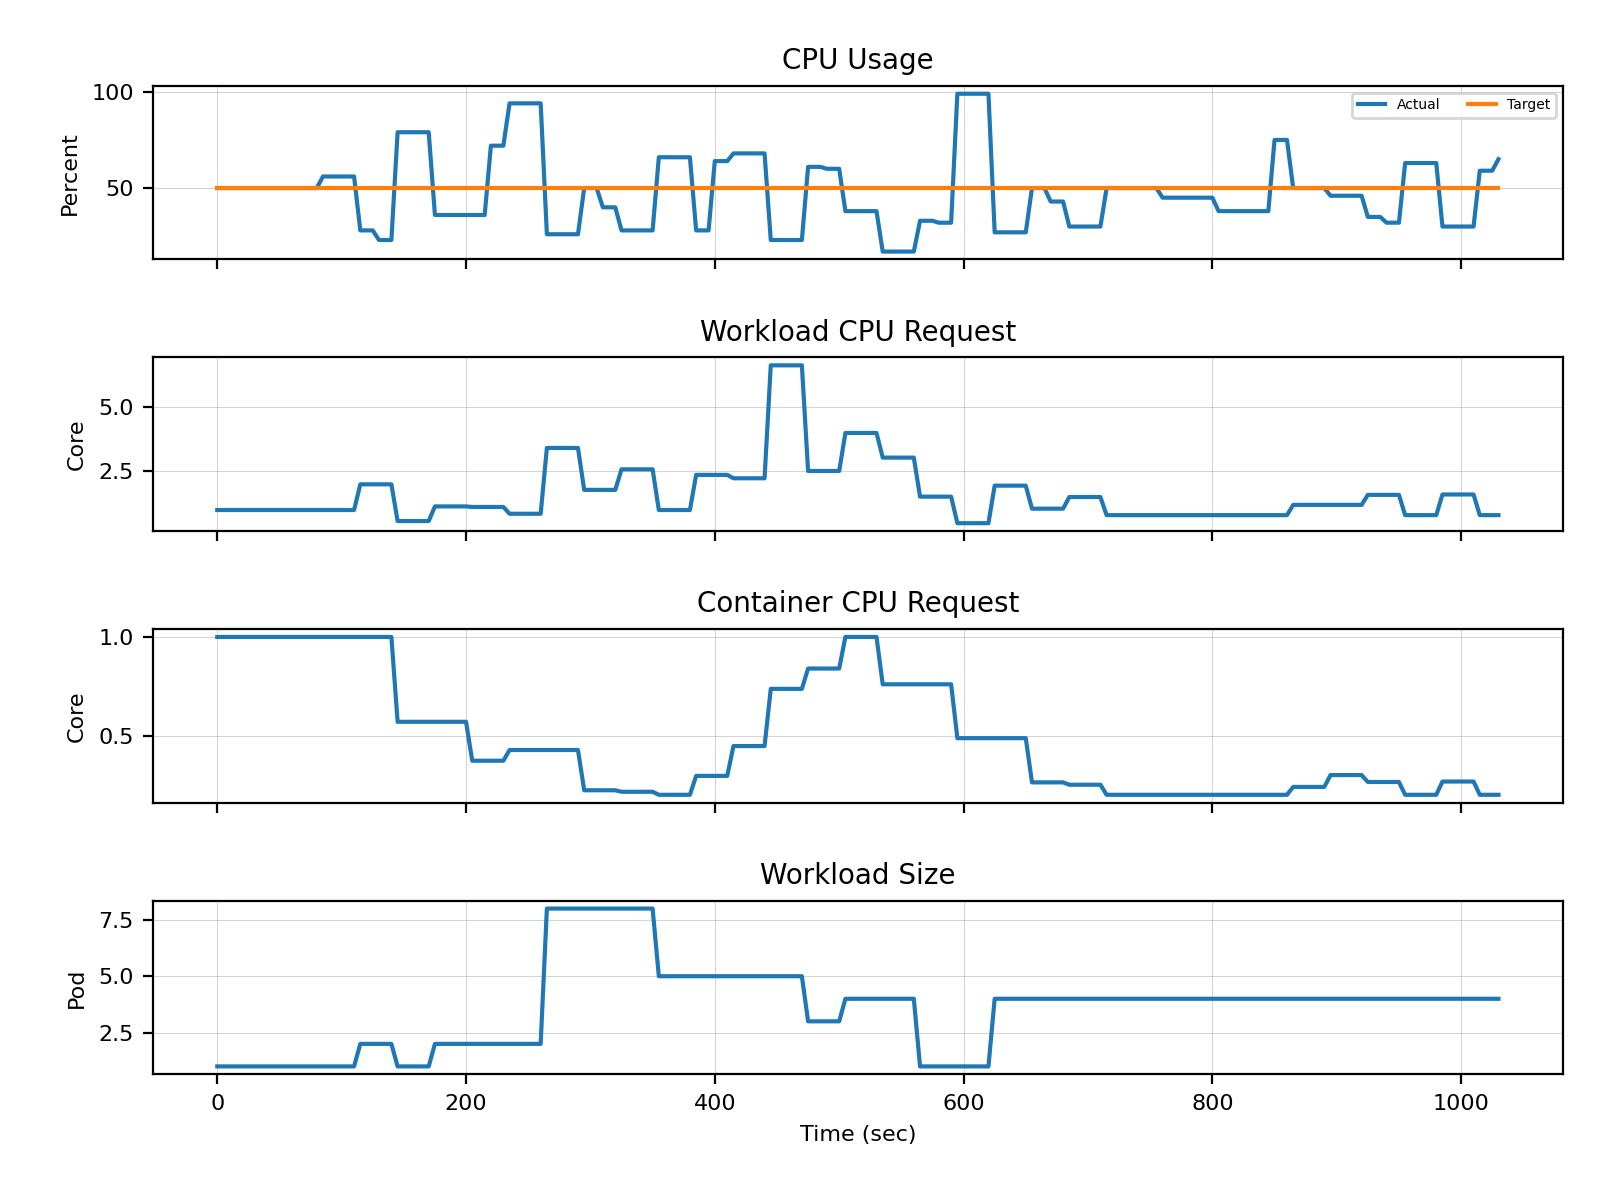 CPU Usage
Percent
100
50
Actual
Target
Workload CPU Request
Core
5.0
2.5
Container CPU Request
Core
1.0
0.5
Workload Size
Pod
7.5
5.0
2.5
0 200 400 600 800 1000
Time (sec)